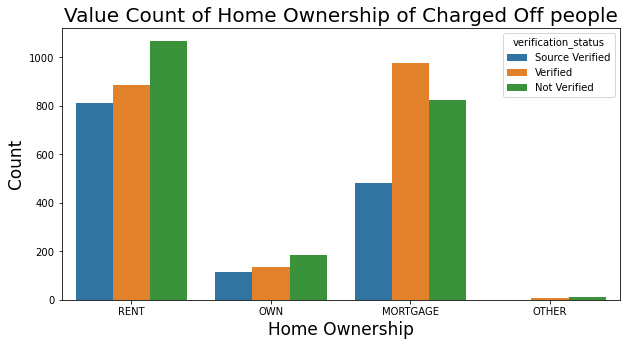 Value Count of Home Ownership of Charged Off people
verification_status
Source Verified
Verified
Not Verified
1000
800
600
400
200
0
Count
RENT OWN MORTGAGE OTHER
Home Ownership